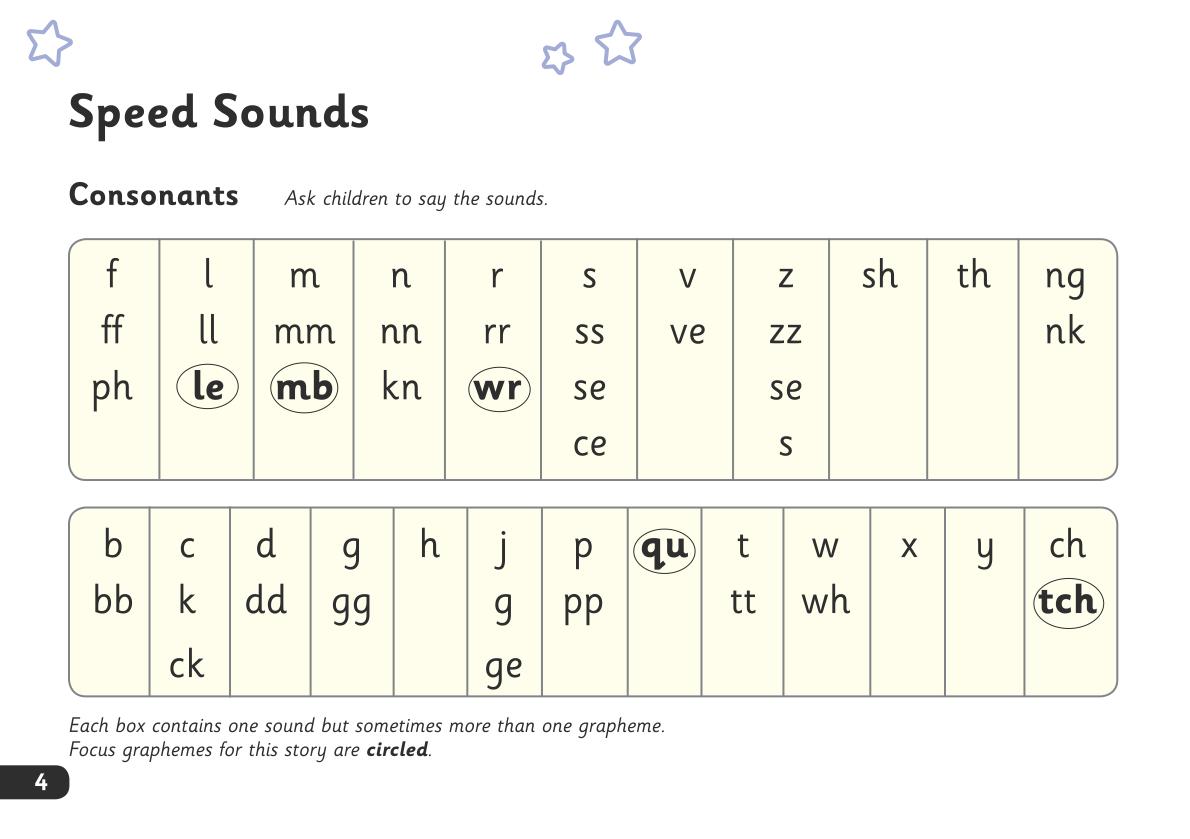 Speed Sounds
Consonants Ask children to say the sounds.
f l m n r s v z sh th ng
ff ll mm nn rr ss ve zz nk
ph le mb kn wr se se
ce s
b c d g h j p qu t w x y ch
bb k dd gg g pp tt wh tch
ck ge
Each box contains one sound but sometimes more than one grapheme.
Focus graphemes for this story are circled.
4